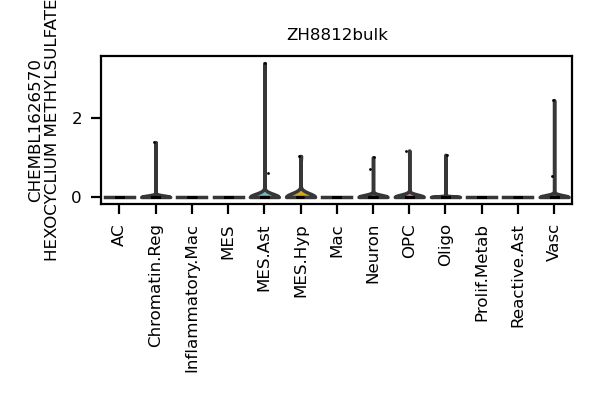 ZH8812bulk
CHEMBL1626570
HEXOCYCLIUM METHYLSULFATE
2
0
AC
Chromatin.Reg
Inflammatory.Mac
MES
MES.Ast
MES.Hyp
Mac
Neuron
OPC
Oligo
Prolif.Metab
Reactive.Ast
Vasc